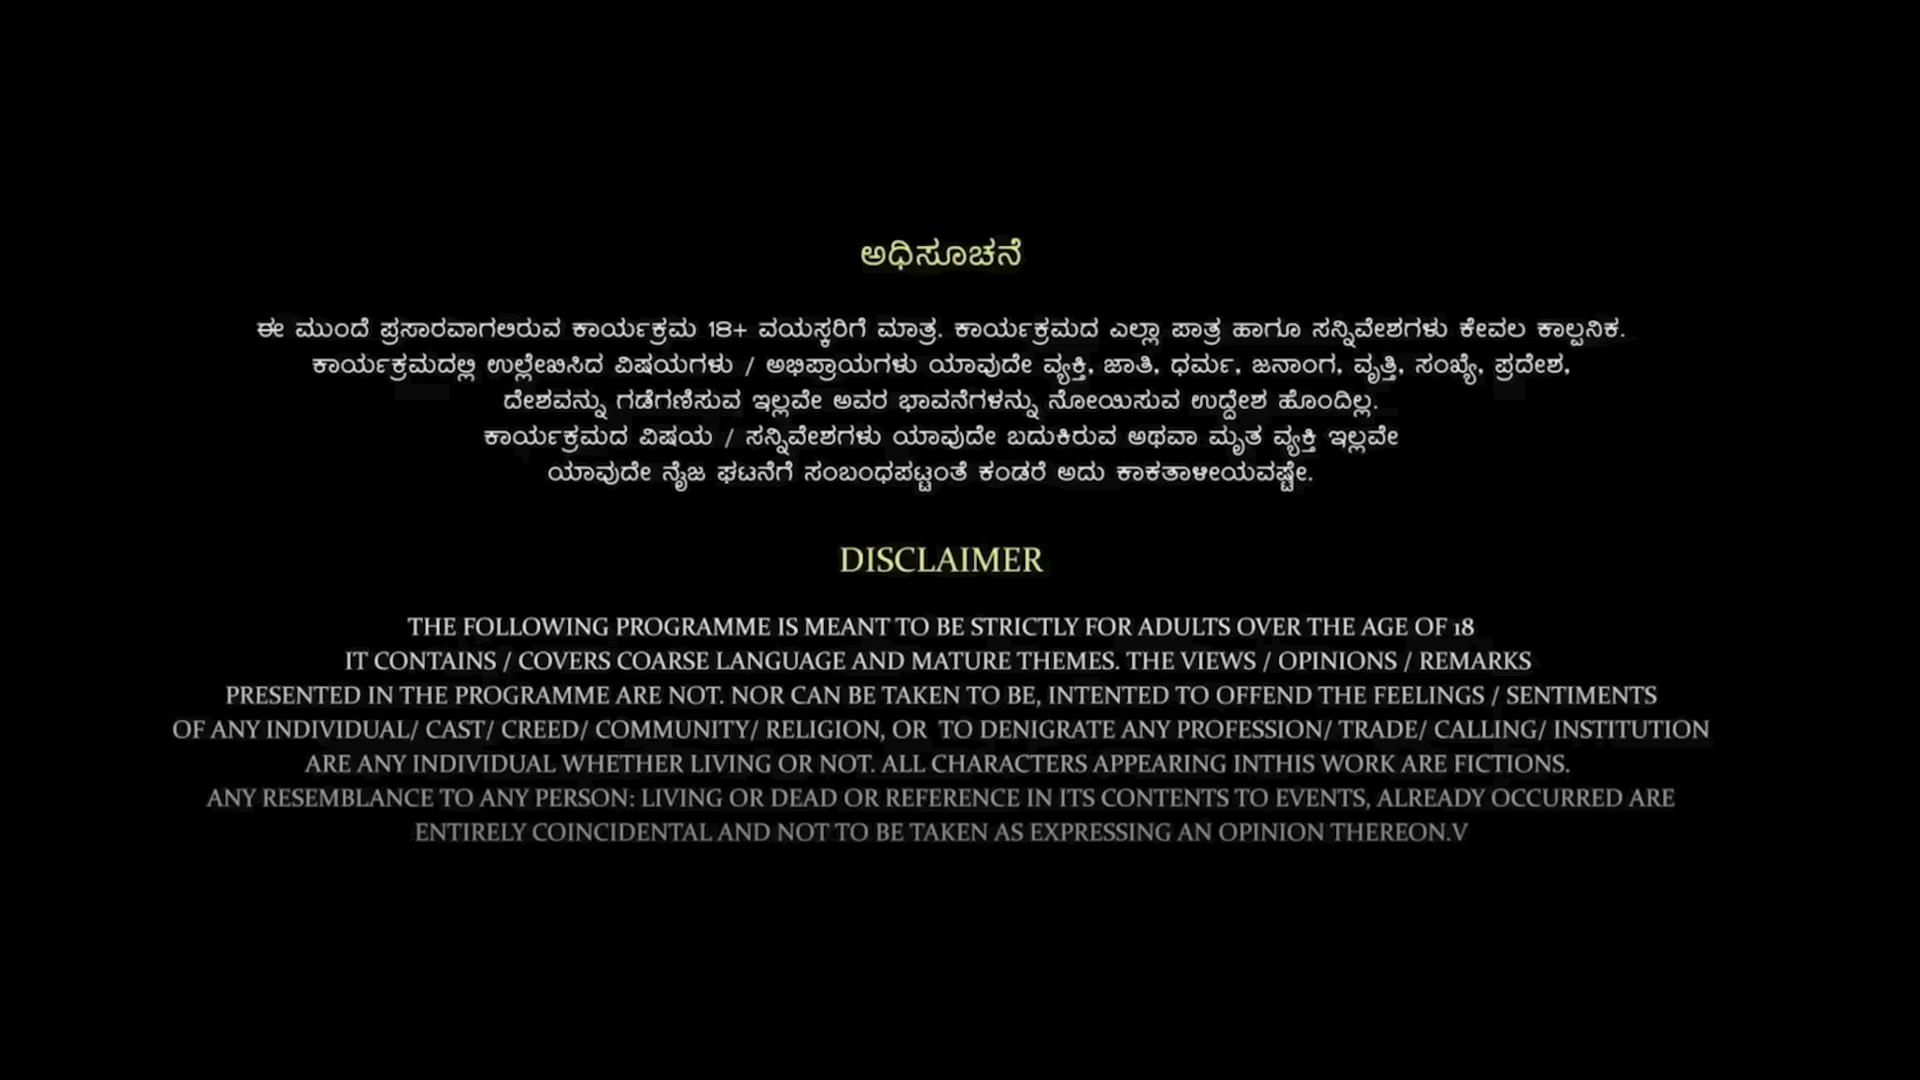 ಅಧಿಸೂಚನೆ
ಈ ಮುಂದೆ ಪ್ರಸಾರವಾಗಲಿರುವ ಕಾರ್ಯಕ್ರಮ 18+ ವಯಸ್ಕರಿಗೆ ಮಾತ್ರ. ಕಾರ್ಯಕ್ರಮದ ಎಲ್ಲಾ ಪಾತ್ರ ಹಾಗೂ ಸನ್ನಿವೇಶಗಳು ಕೇವಲ ಕಾಲ್ಪನಿಕ.
ಕಾರ್ಯಕ್ರಮದಲ್ಲಿ ಉಲ್ಲೇಖಿಸಿದ ವಿಷಯಗಳು / ಅಭಿಪ್ರಾಯಗಳು ಯಾವುದೇ ವ್ಯಕ್ತಿ, ಜಾತಿ, ಧರ್ಮ, ಜನಾಂಗ, ವೃತ್ತಿ, ಸಂಖ್ಯೆ, ಪ್ರದೇಶ,
ದೇಶವನ್ನು ಗಡೆಗಣಿಸುವ ಇಲ್ಲವೇ ಅವರ ಭಾವನೆಗಳನ್ನು ನೋಯಿಸುವ ಉದ್ದೇಶ ಹೊಂದಿಲ್ಲ.
ಕಾರ್ಯಕ್ರಮದ ವಿಷಯ / ಸನ್ನಿವೇಶಗಳು ಯಾವುದೇ ಬದುಕಿರುವ ಅಥವಾ ಮೃತ ವ್ಯಕ್ತಿ ಇಲ್ಲವೇ
ಯಾವುದೇ ನೈಜ ಘಟನೆಗೆ ಸಂಬಂಧಪಟ್ಟಂತೆ ಕಂಡರೆ ಅದು ಕಾಕತಾಳೀಯವಷ್ಟೇ.
DISCLAIMER
THE FOLLOWING PROGRAMME IS MEANT TO BE STRICTLY FOR ADULTS OVER THE AGE OF 18
IT CONTAINS / COVERS COARSE LANGUAGE AND MATURE THEMES. THE VIEWS / OPINIONS / REMARKS
PRESENTED IN THE PROGRAMME ARE NOT. NOR CAN BE TAKEN TO BE, INTENTED TO OFFEND THE FEELINGS / SENTIMENTS
OF ANY INDIVIDUAL/ CAST/ CREED/ COMMUNITY/ RELIGION, OR TO DENIGRATE ANY PROFESSION/ TRADE/ CALLING/ INSTITUTION
ARE ANY INDIVIDUAL WHETHER LIVING OR NOT. ALL CHARACTERS APPEARING INTHIS WORK ARE FICTIONS.
ANY RESEMBLANCE TO ANY PERSON: LIVING OR DEAD OR REFERENCE IN ITS CONTENTS TO EVENTS, ALREADY OCCURRED ARE
ENTIRELY COINCIDENTAL AND NOT TO BE TAKEN AS EXPRESSING AN OPINION THEREON.V